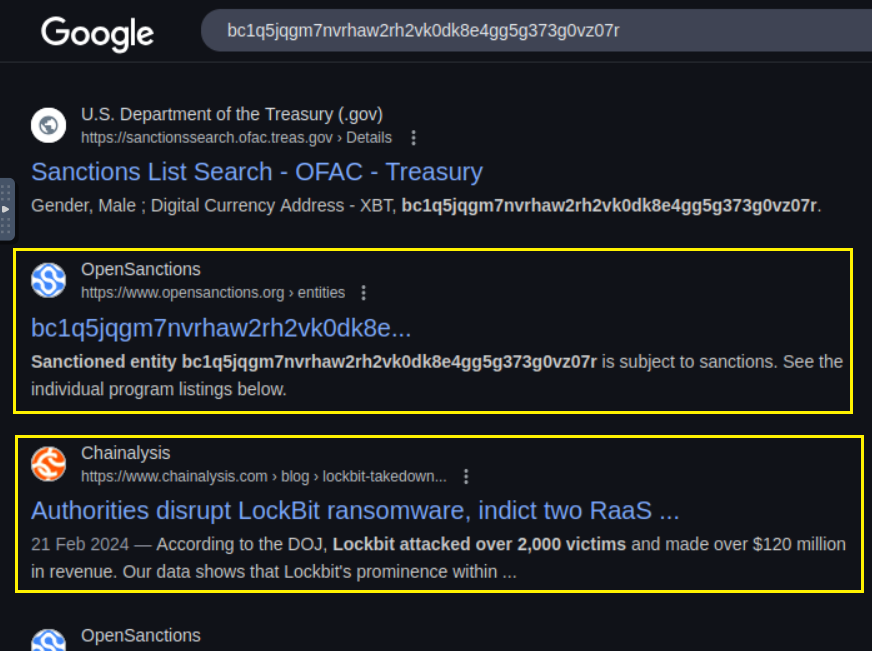 Google
bc1q5jqgm7nvrhaw2rh2vk0dk8e4gg5g373g0vz07r
U.S. Department of the Treasury (.gov)
https://sanctionssearch.ofac.treas.gov › Details
Sanctions List Search - OFAC - Treasury
Gender, Male ; Digital Currency Address - XBT, bc1q5jqgm7nvrhaw2rh2vk0dk8e4gg5g373g0vz07r.
OpenSanctions
https://www.opensanctions.org › entities
bc1q5jqgm7nvrhaw2rh2vk0dk8e...
Sanctioned entity bc1q5jqgm7nvrhaw2rh2vk0dk8e4gg5g373g0vz07r is subject to sanctions. See the
individual program listings below.
Chainalysis
https://www.chainalysis.com › blog › lockbit-takedown...
Authorities disrupt LockBit ransomware, indict two RaaS ...
21 Feb 2024 — According to the DOJ, Lockbit attacked over 2,000 victims and made over $120 million
in revenue. Our data shows that Lockbit's prominence within ...
OpenSanctions